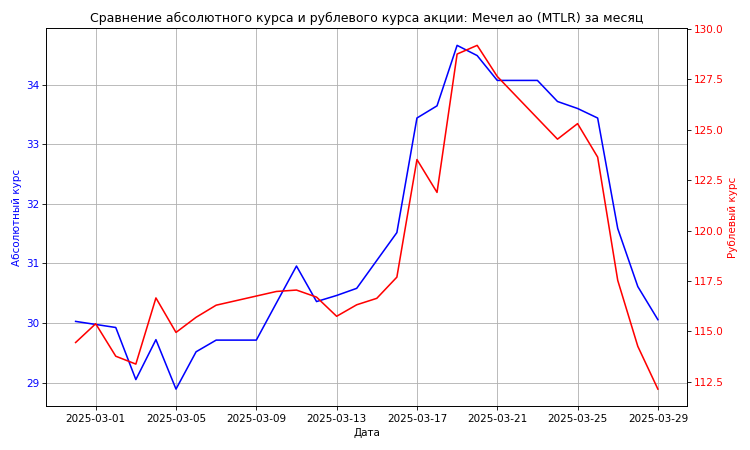 Сравнение абсолютного курса и рублевого курса акции: Мечел ао (MTLR) за месяц
Абсолютный курс
34
33
32
31
30
29
130.0
127.5
125.0
122.5
120.0
117.5
115.0
112.5
Рублевый курс
2025-03-01 2025-03-05 2025-03-09 2025-03-13 2025-03-17 2025-03-21 2025-03-25 2025-03-29
Дата